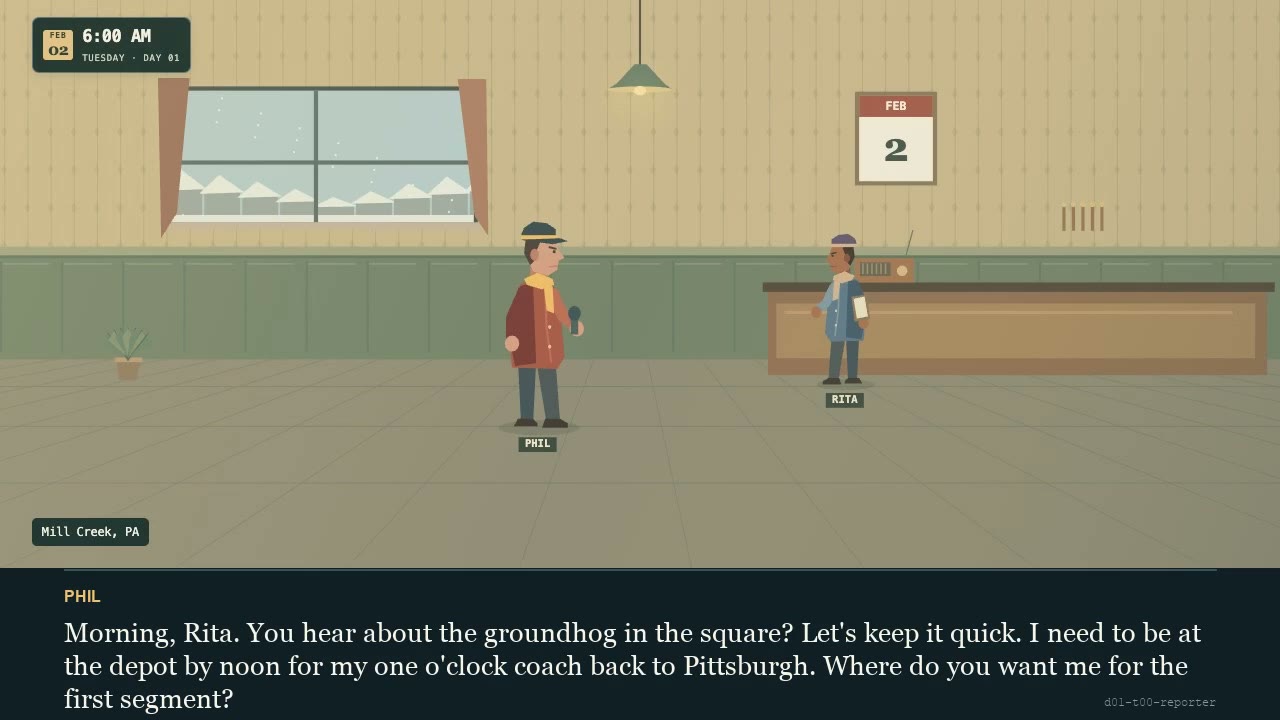 FEB
02
6:00 AM
TUESDAY · DAY 01
FEB
2
PHIL
RITA
Mill Creek, PA
PHIL
Morning, Rita. You hear about the groundhog in the square? Let's keep it quick. I need to be at
the depot by noon for my one o'clock coach back to Pittsburgh. Where do you want me for the
first segment?
d01-t00-reporter